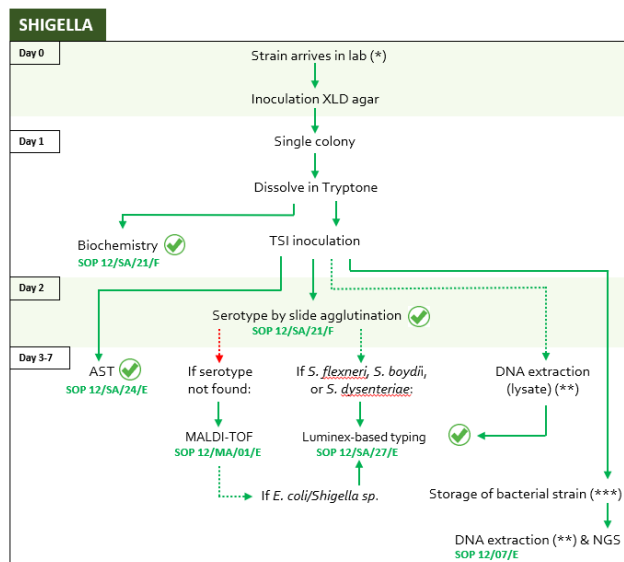 SHIGELLA
Day 0
Strain arrives in lab (*)
Inoculation XLD agar
Day 1
Single colony
Dissolve in Tryptone
Biochemistry
SOP 12/SA/21/F
TSI inoculation
Day 2
Serotype by slide agglutination
SOP 12/SA/21/F
Day 3-7
AST
SOP 12/SA/24/E
If serotype
not found:
If S. flexneri, S. boydii,
or S. dysenteriae:
DNA extraction
(lysate) (**)
MALDI-TOF
SOP 12/MA/01/E
Luminex-based typing
SOP 12/SA/27/E
If E. coli/Shigella sp.
Storage of bacterial strain (***)
DNA extraction (**) & NGS
SOP 12/07/E